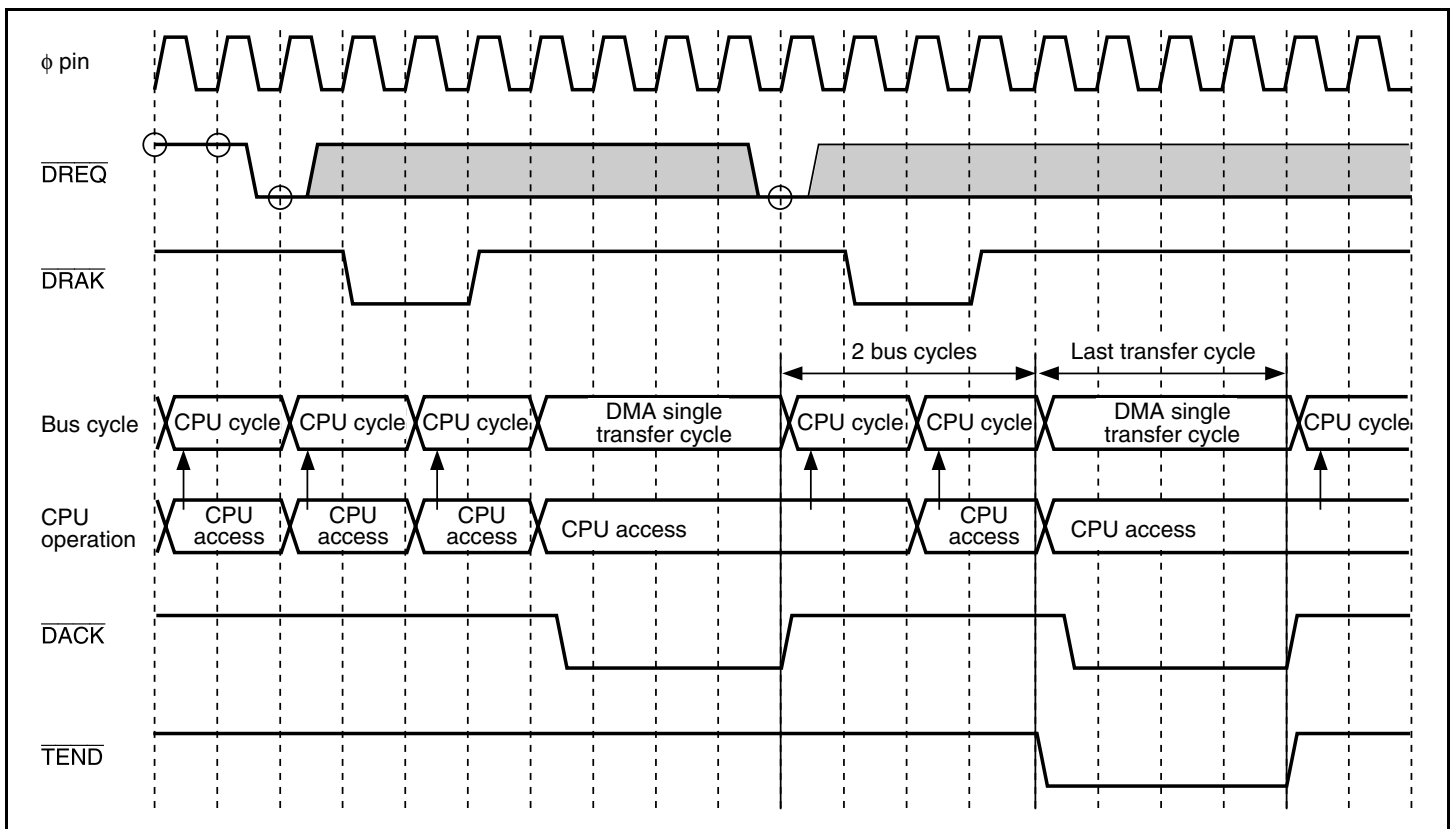 ϕ pin
DREQ
DRAK
2 bus cycles Last transfer cycle
Bus cycle CPU cycle CPU cycle CPU cycle DMA single transfer cycle CPU cycle CPU cycle DMA single transfer cycle CPU cycle
CPU operation CPU access CPU access CPU access CPU access CPU access CPU access
DACK
TEND